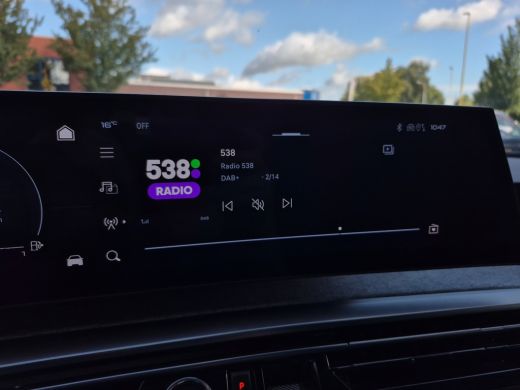 16°C
OFF
10:47
538
RADIO
538
Radio 538
DAB+ - 2/14
P